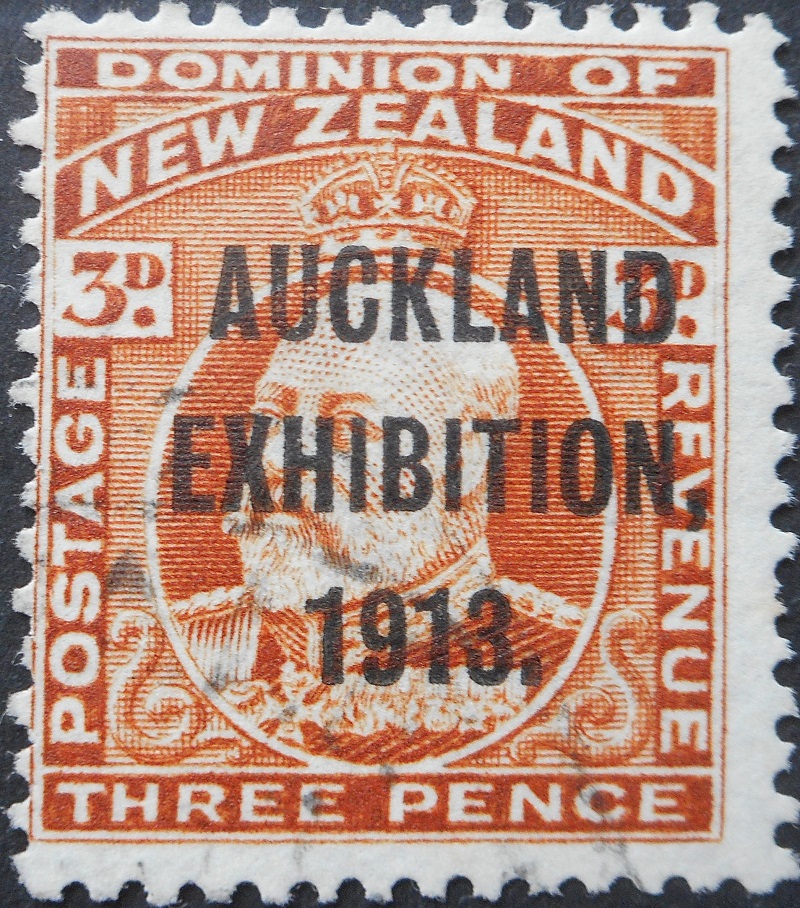 DOMINION OF
NEW ZEALAND
3D.
3D.
AUCKLAND
EXHIBITION,
1913.
POSTAGE
REVENUE
THREE PENCE